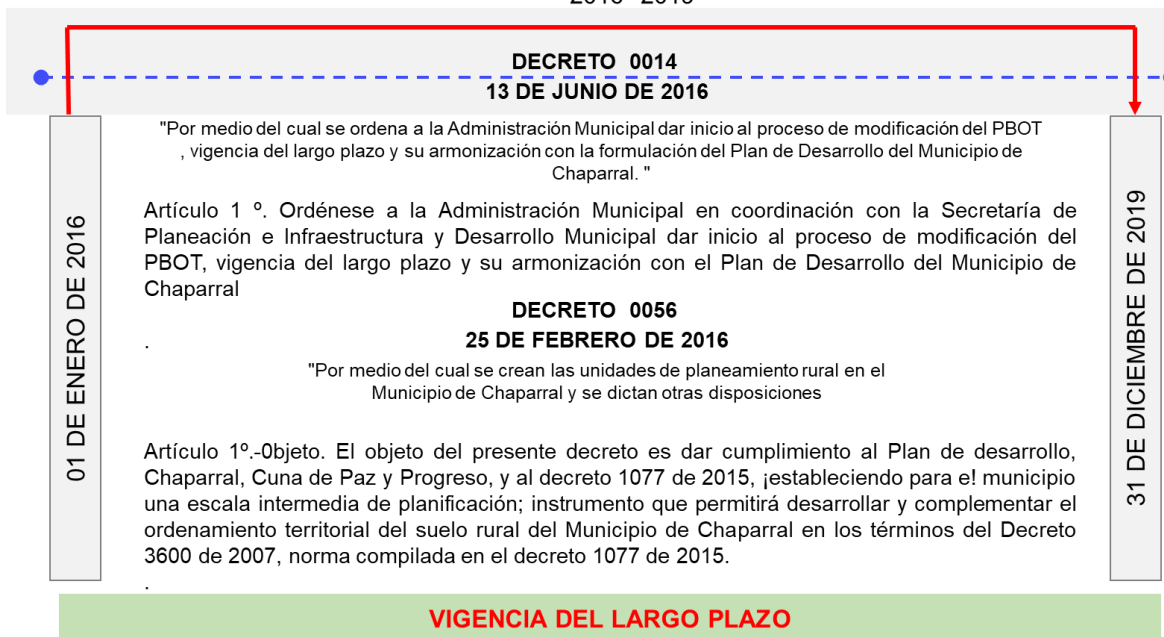 DECRETO 0014
13 DE JUNIO DE 2016
"Por medio del cual se ordena a la Administración Municipal dar inicio al proceso de modificación del PBOT
, vigencia del largo plazo y su armonización con la formulación del Plan de Desarrollo del Municipio de
Chaparral. "
01 DE ENERO DE 2016
Artículo 1 º. Ordénese a la Administración Municipal en coordinación con la Secretaría de
Planeación e Infraestructura y Desarrollo Municipal dar inicio al proceso de modificación del
PBOT, vigencia del largo plazo y su armonización con el Plan de Desarrollo del Municipio de
Chaparral
DECRETO 0056
.
25 DE FEBRERO DE 2016
"Por medio del cual se crean las unidades de planeamiento rural en el
Municipio de Chaparral y se dictan otras disposiciones
Artículo 1º.-0bjeto. El objeto del presente decreto es dar cumplimiento al Plan de desarrollo,
Chaparral, Cuna de Paz y Progreso, y al decreto 1077 de 2015, ¡estableciendo para e! municipio
una escala intermedia de planificación; instrumento que permitirá desarrollar y complementar el
ordenamiento territorial del suelo rural del Municipio de Chaparral en los términos del Decreto
3600 de 2007, norma compilada en el decreto 1077 de 2015.
.
31 DE DICIEMBRE DE 2019
VIGENCIA DEL LARGO PLAZO